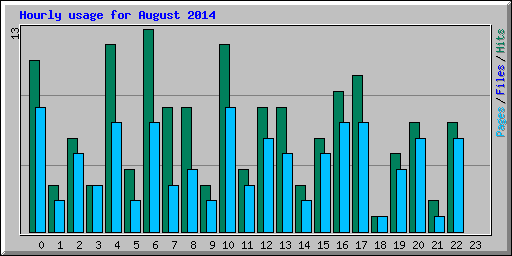 Hourly usage for August 2014
13
Pages / Files / Hits
0 1 2 3 4 5 6 7 8 9 10 11 12 13 14 15 16 17 18 19 20 21 22 23